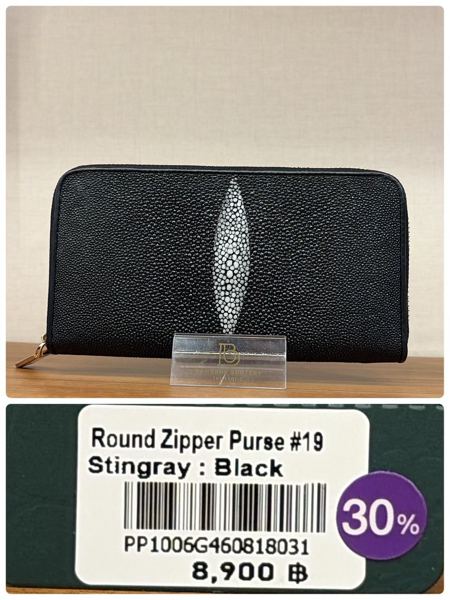 Round Zipper Purse #19
Stingray : Black
30%
PP1006G460818031
8,900 ฿